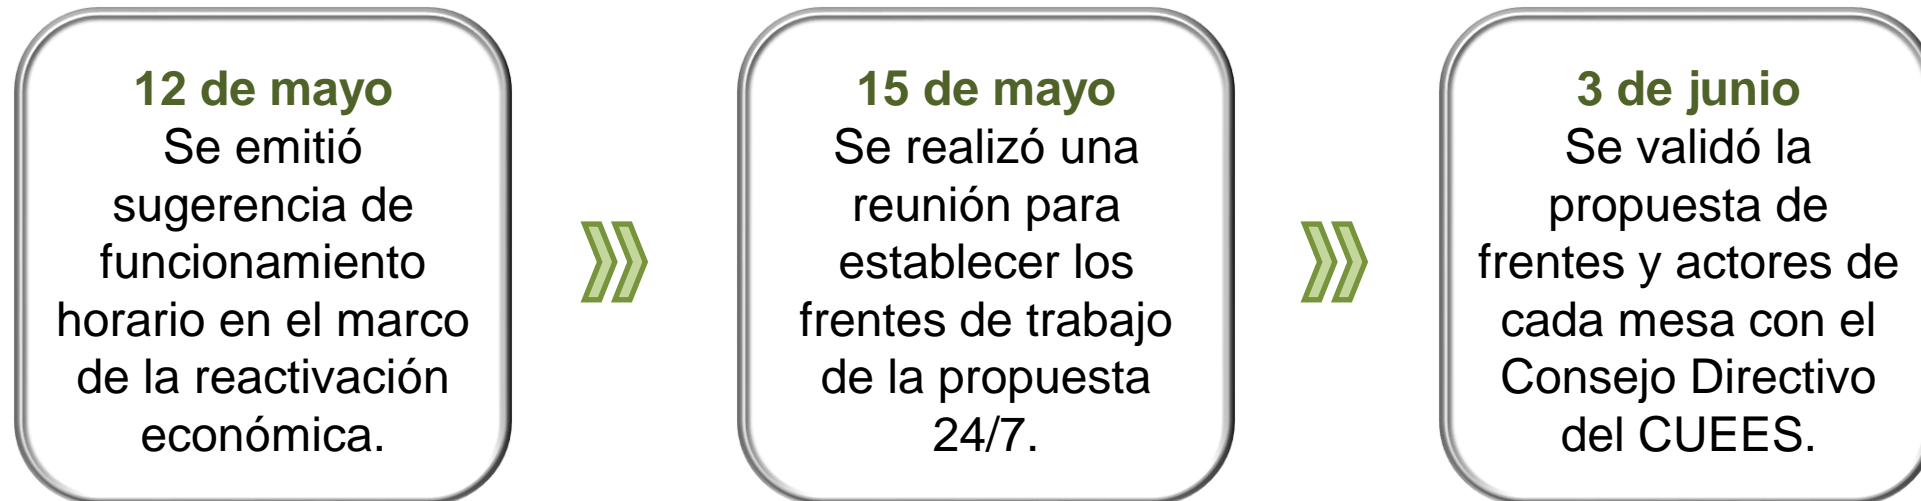 12 de mayo
Se emitió
sugerencia de
funcionamiento
horario en el marco
de la reactivación
económica.
15 de mayo
Se realizó una
reunión para
establecer los
frentes de trabajo
de la propuesta
24/7.
3 de junio
Se validó la
propuesta de
frentes y actores de
cada mesa con el
Consejo Directivo
del CUEES.